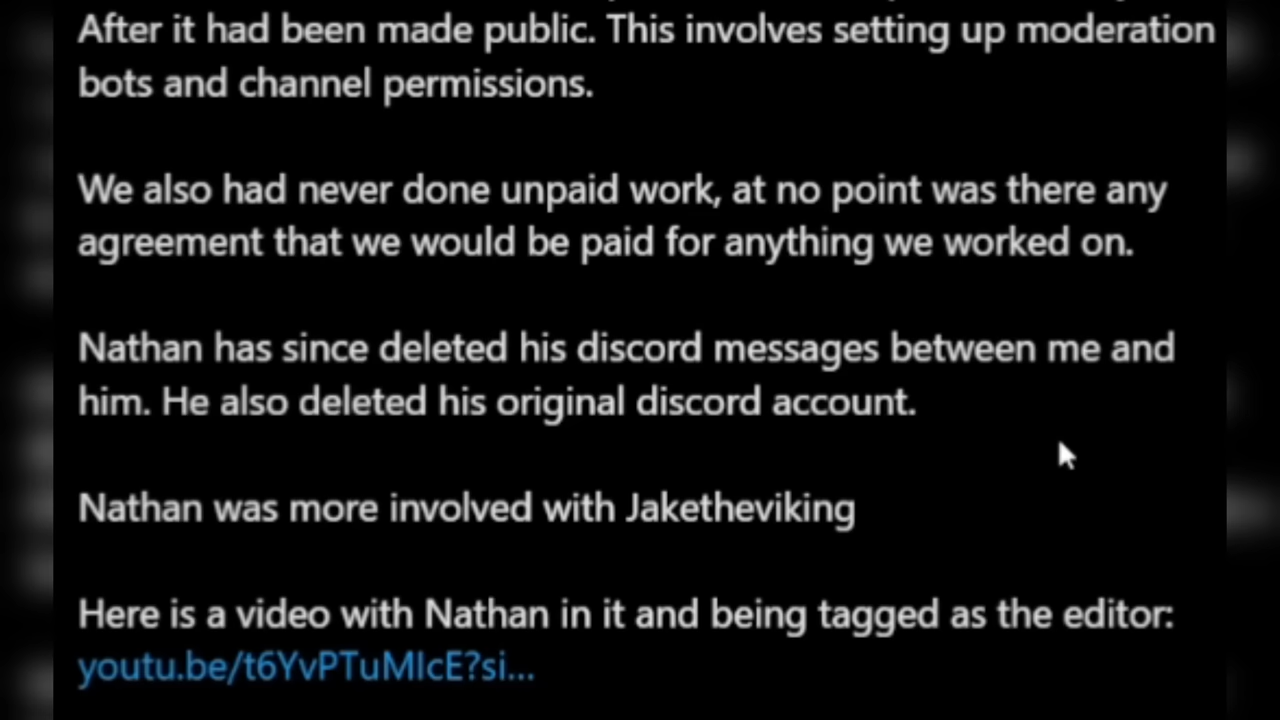 After it had been made public. This involves setting up moderation
bots and channel permissions.
We also had never done unpaid work, at no point was there any
agreement that we would be paid for anything we worked on.
Nathan has since deleted his discord messages between me and
him. He also deleted his original discord account.
Nathan was more involved with Jaketheviking
Here is a video with Nathan in it and being tagged as the editor:
youtu.be/t6YvPTuMIcE?si...